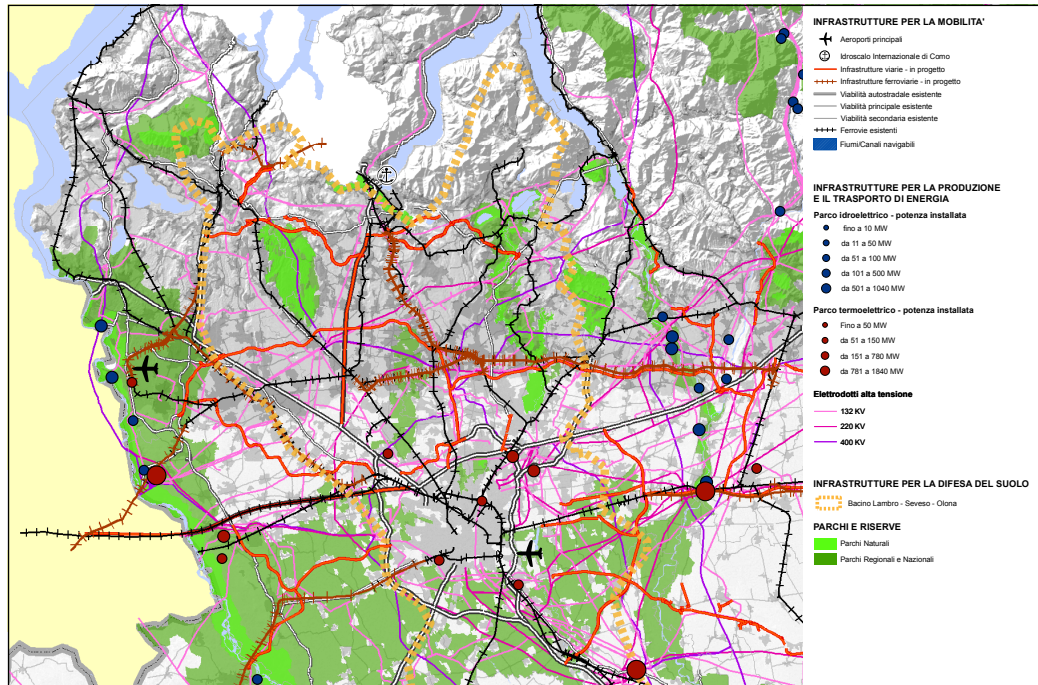 INFRASTRUTTURE PER LA MOBILITA'
Aeroporti principali
Idroscalo Internazionale di Como
Infrastrutture viarie - in progetto
Infrastrutture ferroviarie - in progetto
Viabilità autostradale esistente
Viabilità principale esistente
Viabilità secondaria esistente
Ferrovie esistenti
Fiumi/Canali navigabili
INFRASTRUTTURE PER LA PRODUZIONE
E IL TRASPORTO DI ENERGIA
Parco idroelettrico - potenza installata
fino a 10 MW
da 11 a 50 MW
da 51 a 100 MW
da 101 a 500 MW
da 501 a 1040 MW
Parco termoelettrico - potenza installata
Fino a 50 MW
da 51 a 150 MW
da 151 a 780 MW
da 781 a 1840 MW
Elettrodotti alta tensione
132 KV
220 KV
400 KV
INFRASTRUTTURE PER LA DIFESA DEL SUOLO
Bacino Lambro - Seveso - Olona
PARCHI E RISERVE
Parchi Naturali
Parchi Regionali e Nazionali